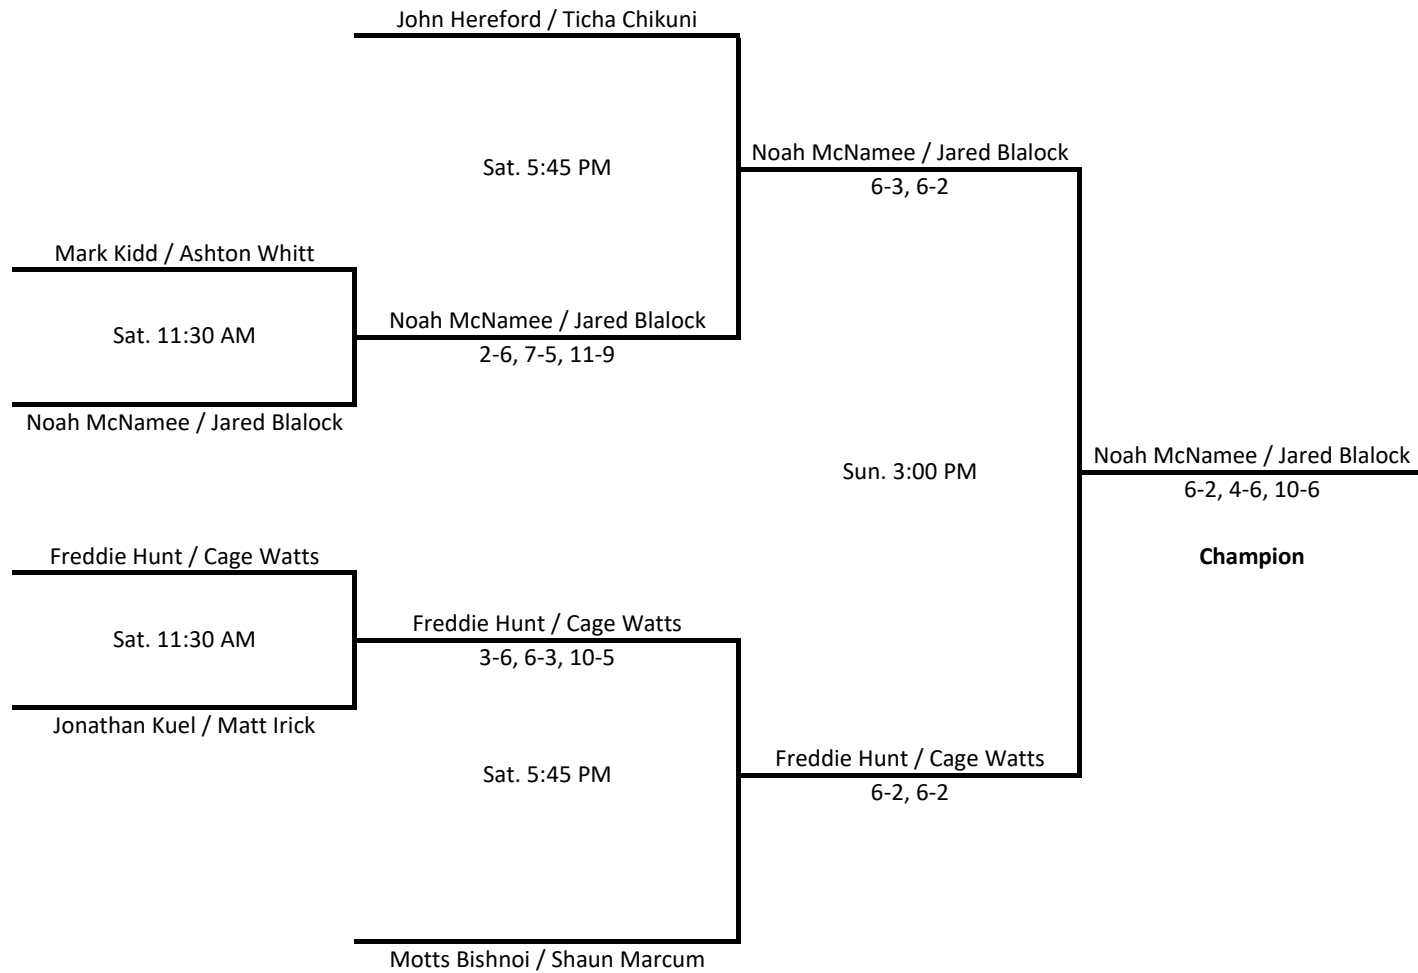 John Hereford / Ticha Chikuni
Sat. 5:45 PM
Noah McNamee / Jared Blalock
6-3, 6-2
Mark Kidd / Ashton Whitt
Sat. 11:30 AM
Noah McNamee / Jared Blalock
2-6, 7-5, 11-9
Noah McNamee / Jared Blalock
Sun. 3:00 PM
Noah McNamee / Jared Blalock
6-2, 4-6, 10-6
Champion
Freddie Hunt / Cage Watts
Sat. 11:30 AM
Freddie Hunt / Cage Watts
3-6, 6-3, 10-5
Jonathan Kuel / Matt Irick
Sat. 5:45 PM
Freddie Hunt / Cage Watts
6-2, 6-2
Motts Bishnoi / Shaun Marcum